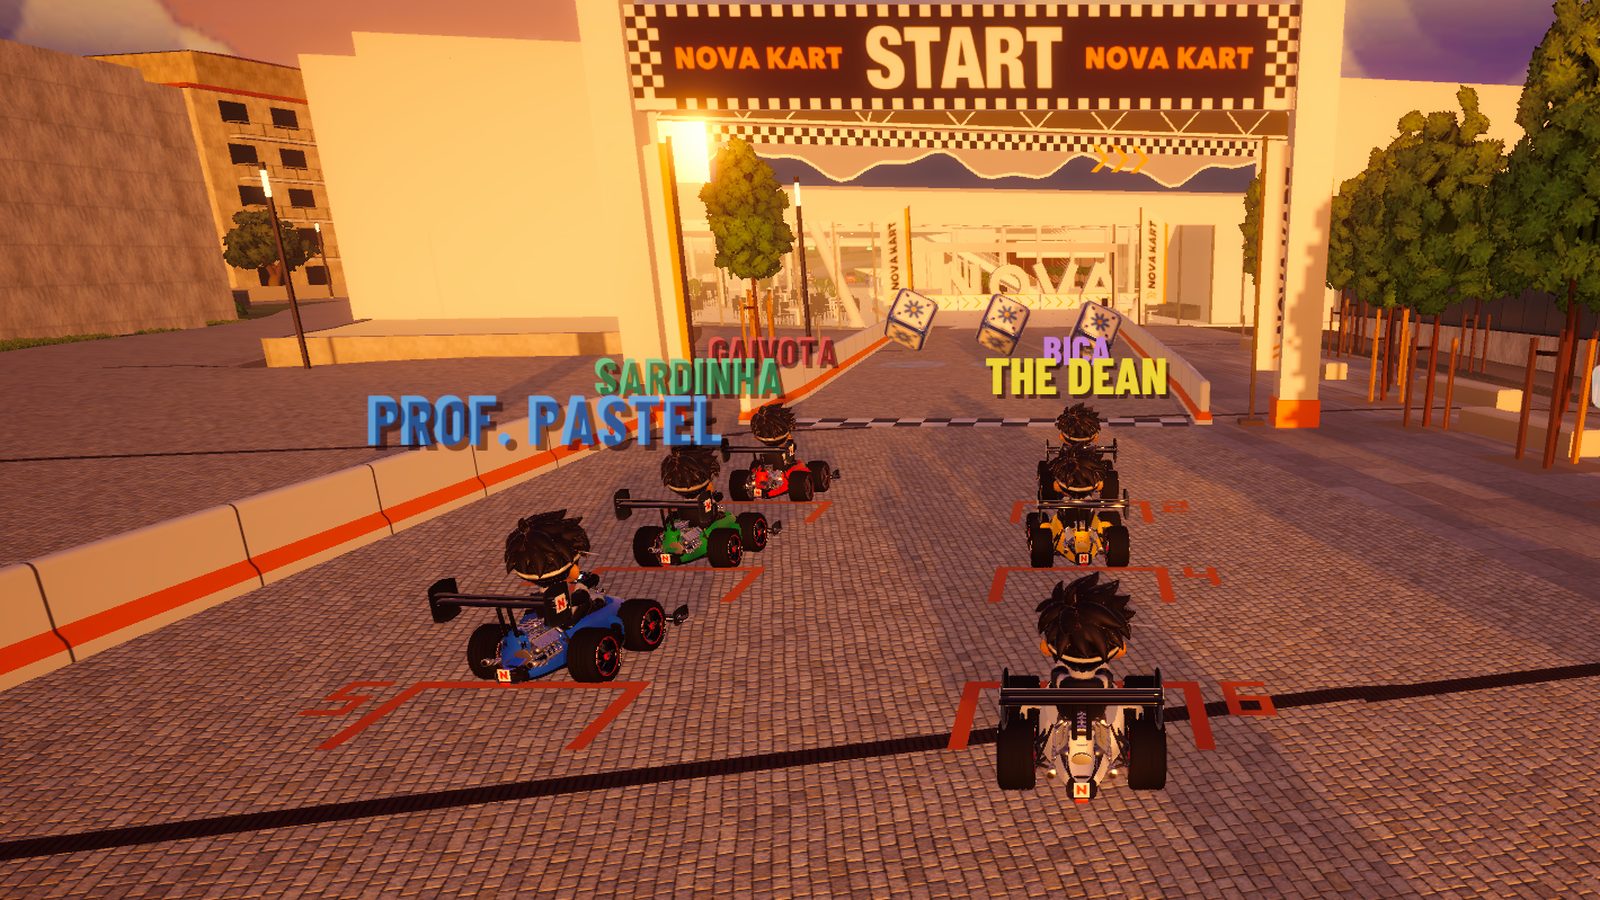 NOVA KART START NOVA KART
NOVA KART
NOVA
NOVA KART
GAIVOTA
BICA
SARDINHA
THE DEAN
PROF. PASTEL
4
5
6
N
N
N
N
N